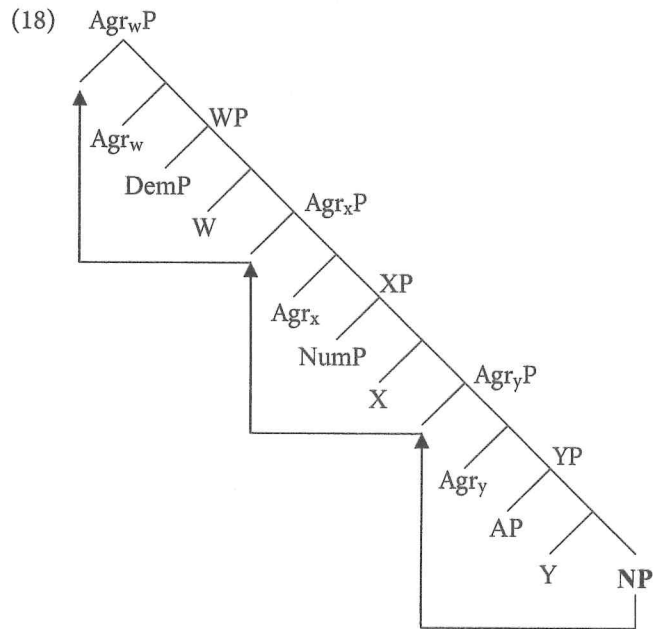 (18) AgrwP
Agrw
WP
DemP
W
AgrxP
Agrx
XP
NumP
X
AgryP
Agry
YP
AP
Y
NP